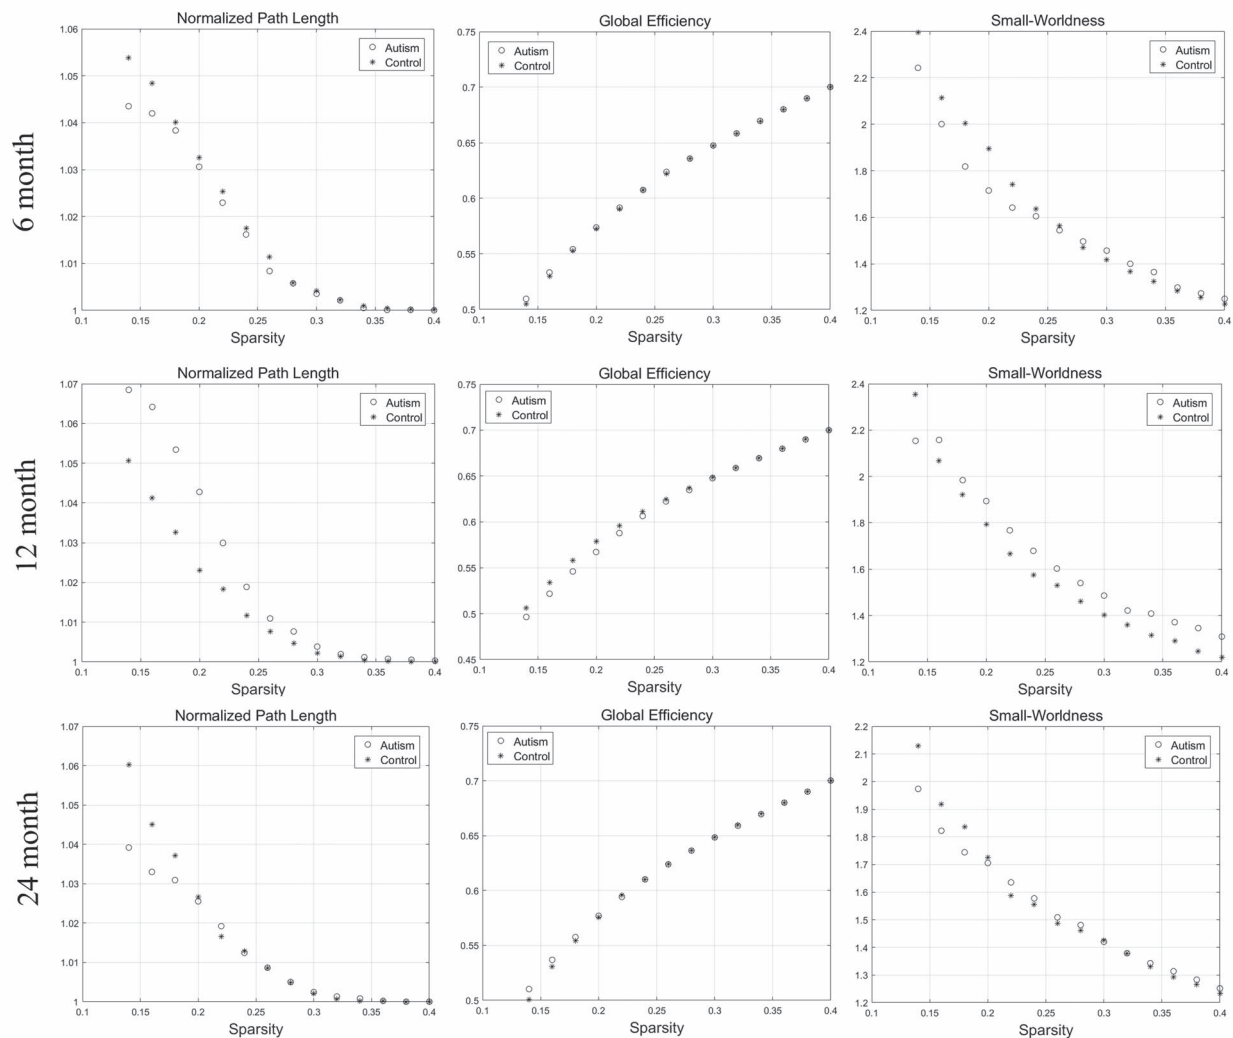 Normalized Path Length
1.06
1.05
1.04
1.03
1.02
1.01
1
0.1 0.15 0.2 0.25 0.3 0.35 0.4
Sparsity
Autism
Control
Global Efficiency
0.75
0.7
0.65
0.6
0.55
0.5
0.1 0.15 0.2 0.25 0.3 0.35 0.4
Sparsity
Autism
Control
Small-Worldness
2.4
2.2
2
1.8
1.6
1.4
1.2
0.1 0.15 0.2 0.25 0.3 0.35 0.4
Sparsity
Autism
Control
6 month
Normalized Path Length
1.07
1.06
1.05
1.04
1.03
1.02
1.01
1
0.1 0.15 0.2 0.25 0.3 0.35 0.4
Sparsity
Autism
Control
Global Efficiency
0.75
0.7
0.65
0.6
0.55
0.5
0.45
0.1 0.15 0.2 0.25 0.3 0.35 0.4
Sparsity
Autism
Control
Small-Worldness
2.4
2.2
2
1.8
1.6
1.4
1.2
0.1 0.15 0.2 0.25 0.3 0.35 0.4
Sparsity
Autism
Control
12 month
Normalized Path Length
1.07
1.06
1.05
1.04
1.03
1.02
1.01
1
0.1 0.15 0.2 0.25 0.3 0.35 0.4
Sparsity
Autism
Control
Global Efficiency
0.75
0.7
0.65
0.6
0.55
0.5
0.1 0.15 0.2 0.25 0.3 0.35 0.4
Sparsity
Autism
Control
Small-Worldness
2.2
2.1
2
1.9
1.8
1.7
1.6
1.5
1.4
1.3
1.2
0.1 0.15 0.2 0.25 0.3 0.35 0.4
Sparsity
Autism
Control
24 month